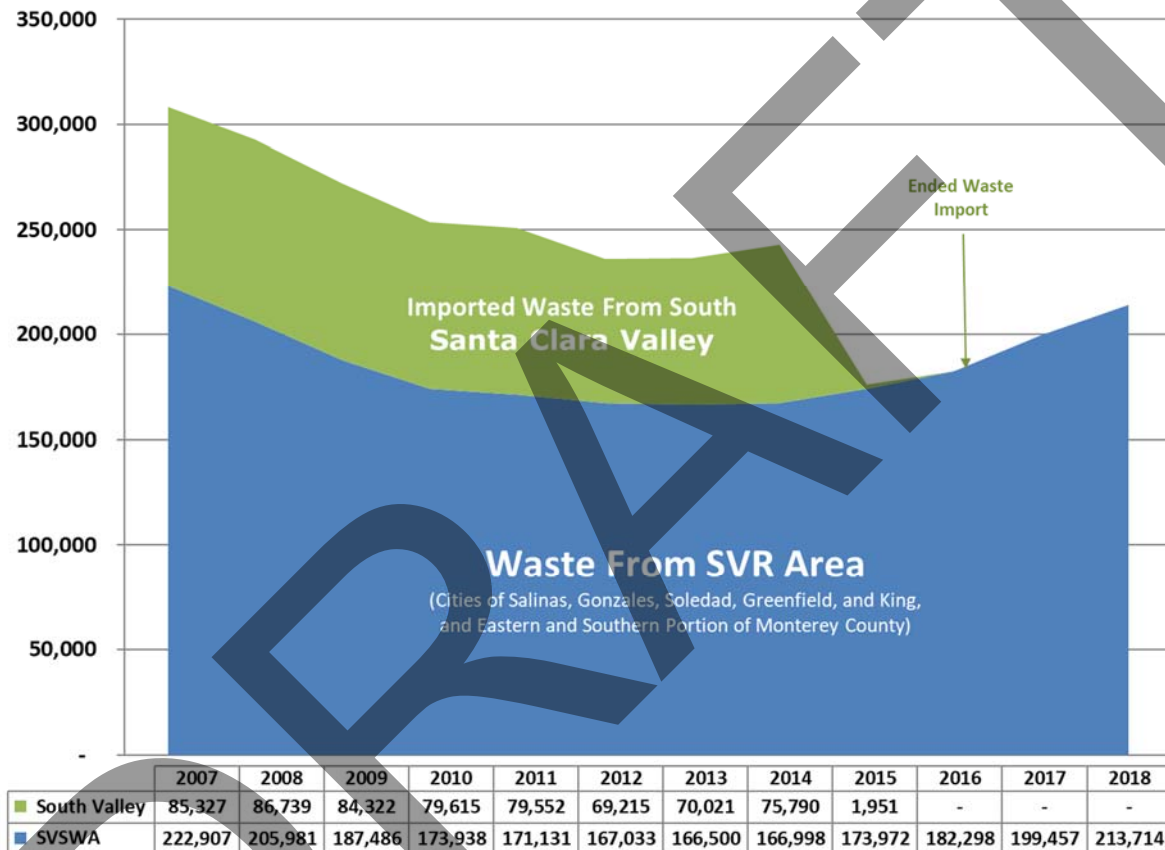 350,000
300,000
250,000
200,000
150,000
100,000
50,000
-
Ended Waste
Import
Imported Waste From South
Santa Clara Valley
Waste From SVR Area
(Cities of Salinas, Gonzales, Soledad, Greenfield, and King,
and Eastern and Southern Portion of Monterey County)
2007 2008 2009 2010 2011 2012 2013 2014 2015 2016 2017 2018
South Valley 85,327 86,739 84,322 79,615 79,552 69,215 70,021 75,790 1,951 - - -
SVSWA 222,907 205,981 187,486 173,938 171,131 167,033 166,500 166,998 173,972 182,298 199,457 213,714
DRAFT